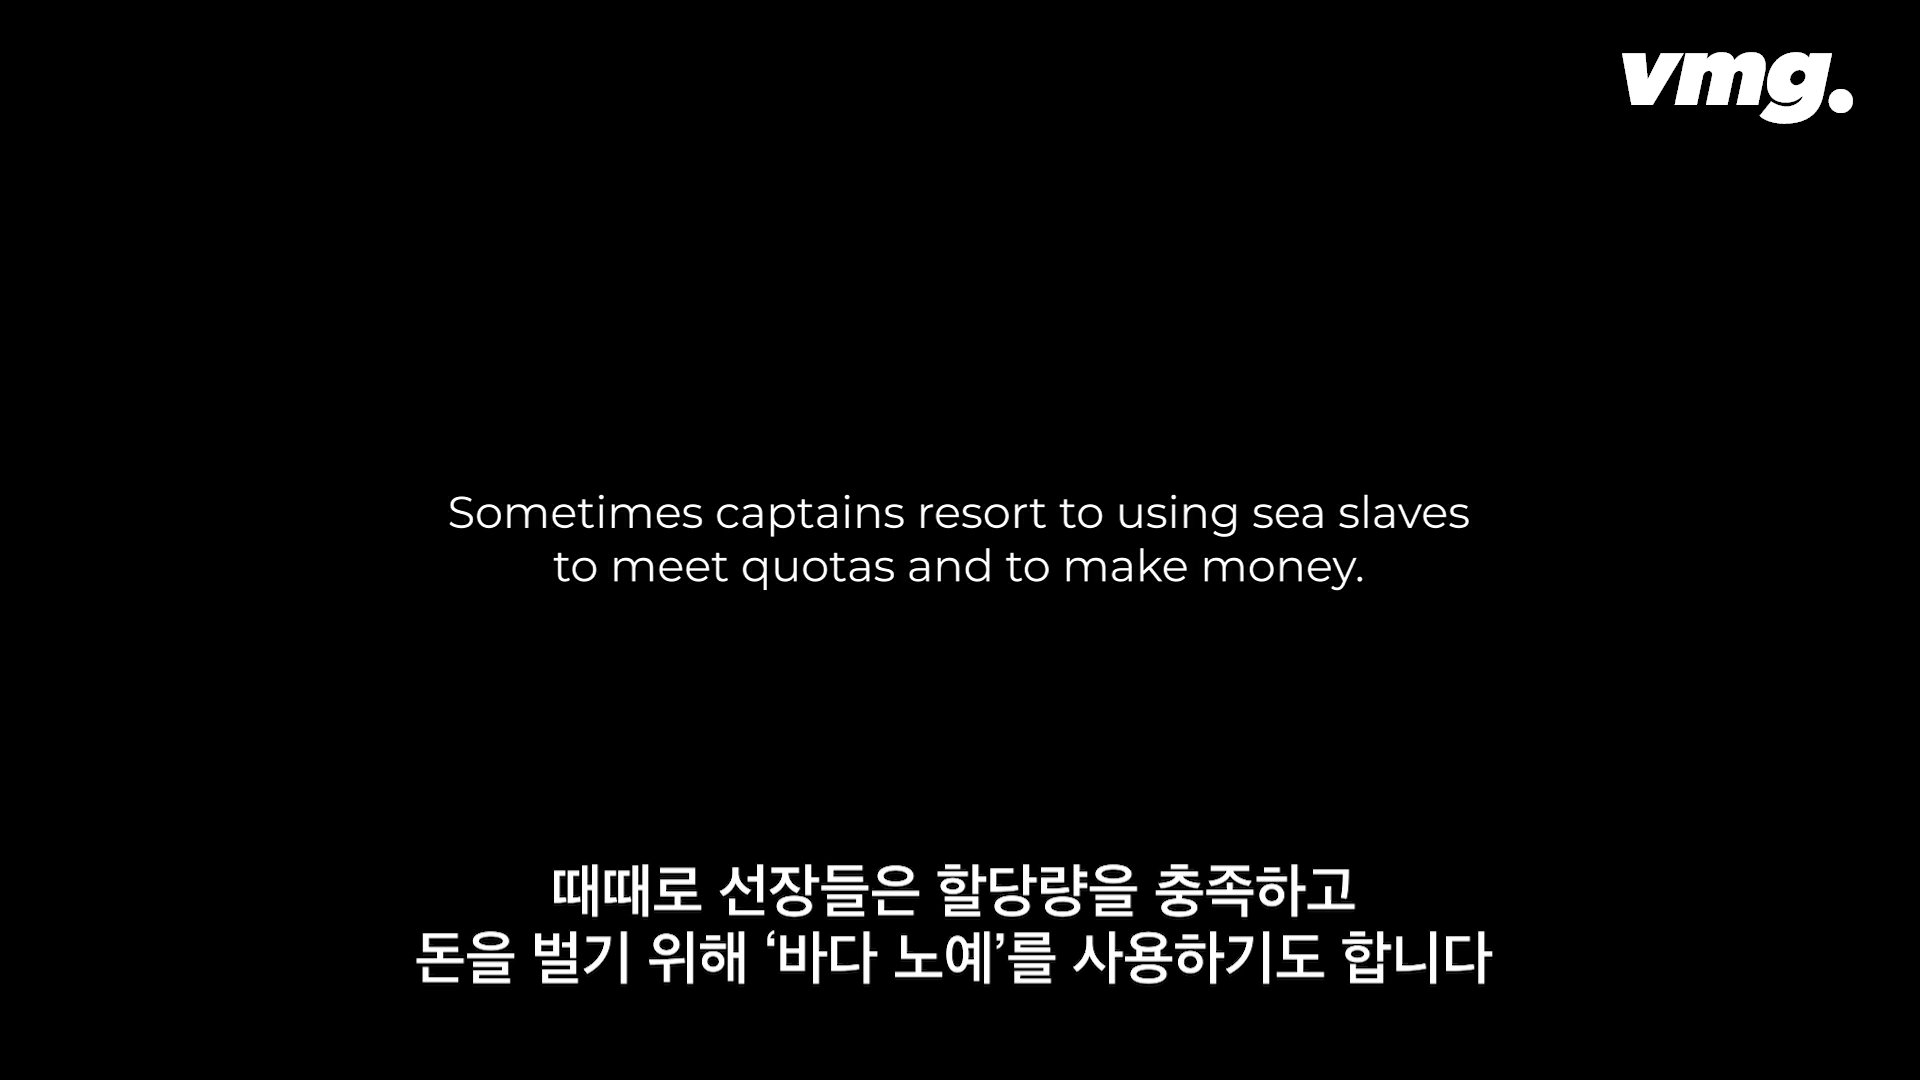 vmg.
Sometimes captains resort to using sea slaves
to meet quotas and to make money.
때때로 선장들은 할당량을 충족하고
돈을 벌기 위해 ‘바다 노예’를 사용하기도 합니다